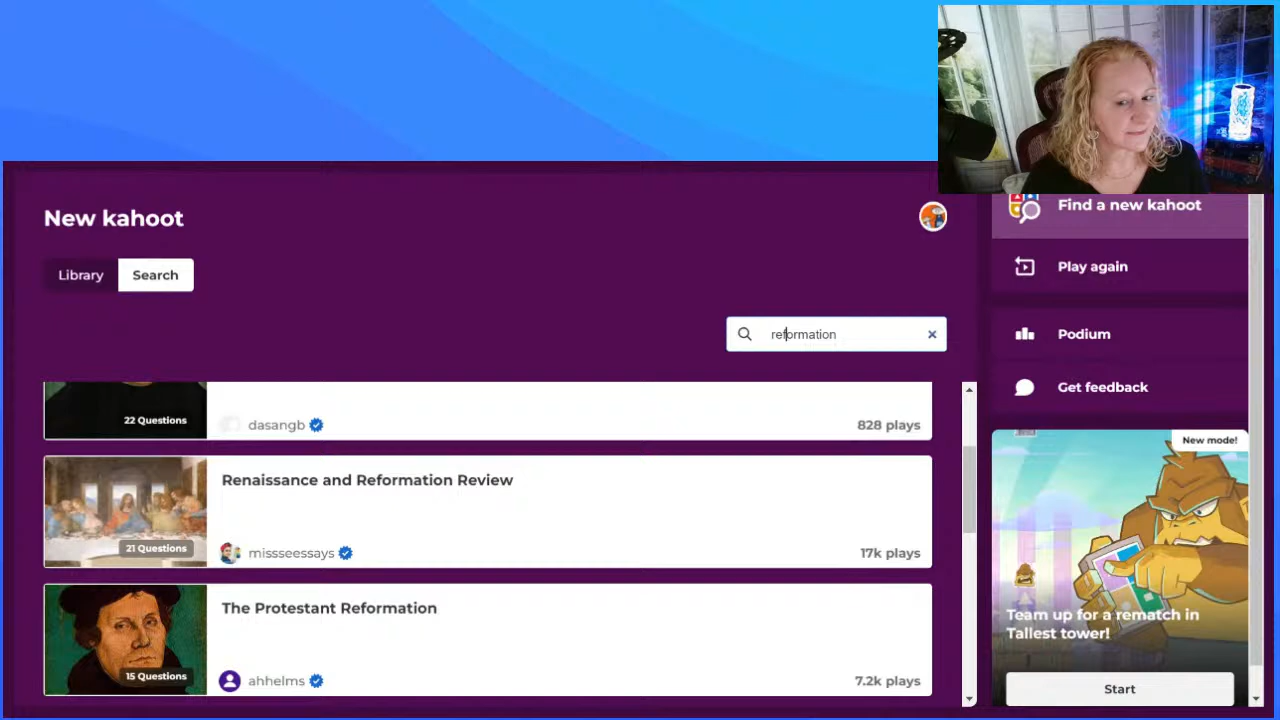 New kahoot
Library
Search
reformation
22 Questions
dasangb
828 plays
Renaissance and Reformation Review
21 Questions
missseessays
17k plays
The Protestant Reformation
15 Questions
ahhelms
7.2k plays
Find a new kahoot
Play again
Podium
Get feedback
New mode!
Team up for a rematch in
Tallest tower!
Start